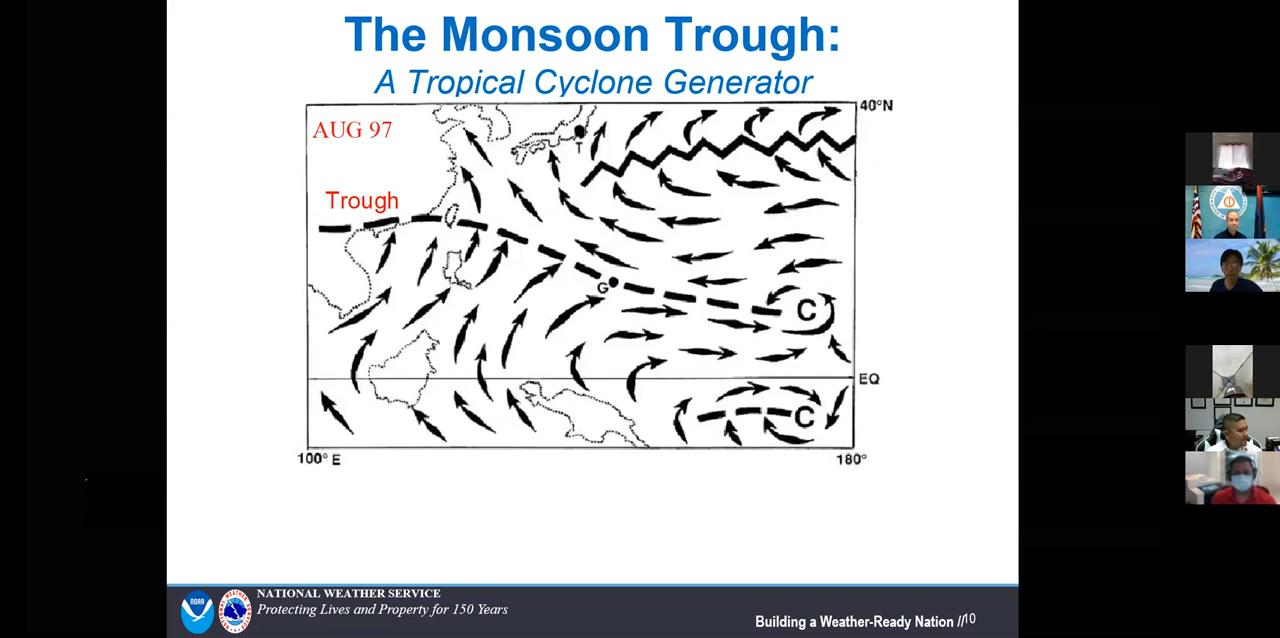 The Monsoon Trough:
A Tropical Cyclone Generator
40°N
AUG 97
T
Trough
G
C
EQ
C
100° E
180°
NATIONAL WEATHER SERVICE
Protecting Lives and Property for 150 Years
NOAA
Building a Weather-Ready Nation // 10